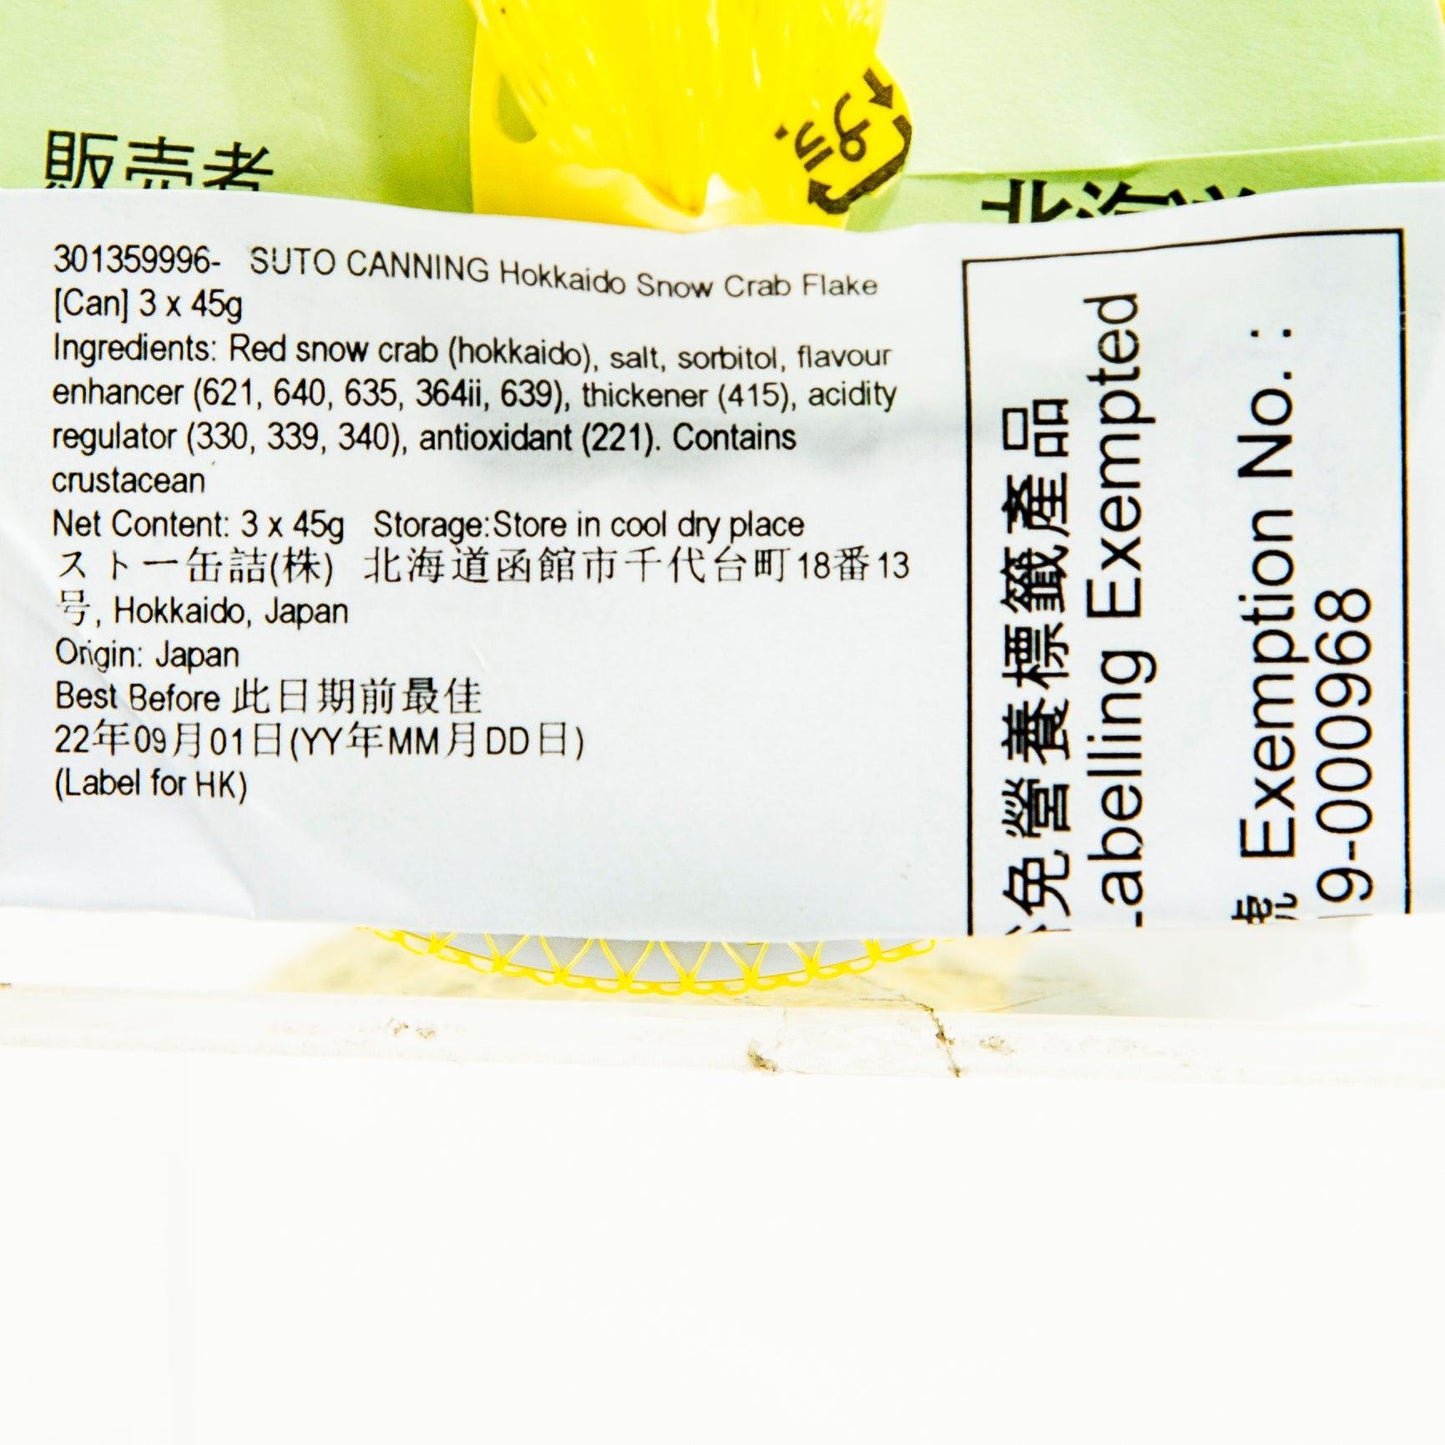 販売者
北海道
301359996- SUTO CANNING Hokkaido Snow Crab Flake
[Can] 3 x 45g
Ingredients: Red snow crab (hokkaido), salt, sorbitol, flavour
enhancer (621, 640, 635, 364ii, 639), thickener (415), acidity
regulator (330, 339, 340), antioxidant (221). Contains
crustacean
Net Content: 3 x 45g Storage:Store in cool dry place
ストー缶詰(株) 北海道函館市千代台町18番13
号, Hokkaido, Japan
Origin: Japan
Best Before 此日期前最佳
22年09月01日(YY年MM月DD日)
(Label for HK)
免營養標籤產品
Labelling Exempted
號 Exemption No. :
9-000968